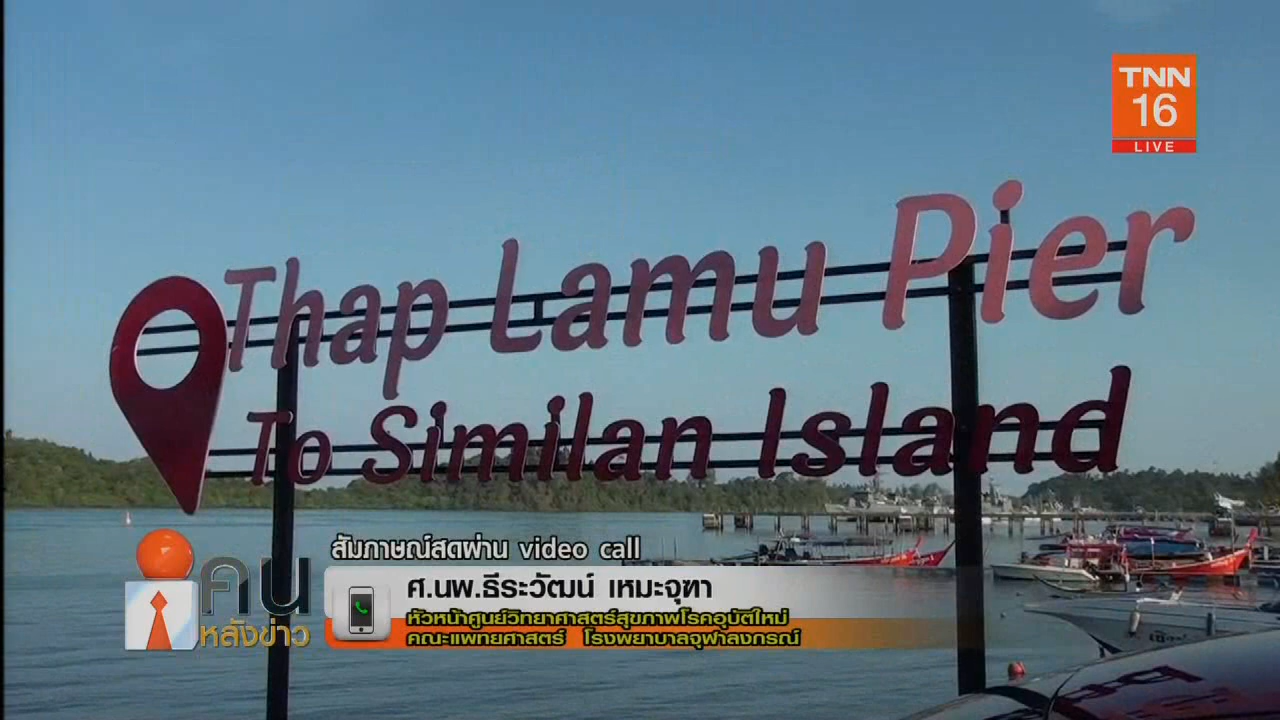 TNN
16
LIVE
Thap Lamu Pier
To Similan Island
สัมภาษณ์สดผ่าน video call
คน
หลังข่าว
ศ.นพ.ธีระวัฒน์ เหมะจุฑา
หัวหน้าศูนย์วิทยาศาสตร์สุขภาพโรคอุบัติใหม่
คณะแพทยศาสตร์ โรงพยาบาลจุฬาลงกรณ์